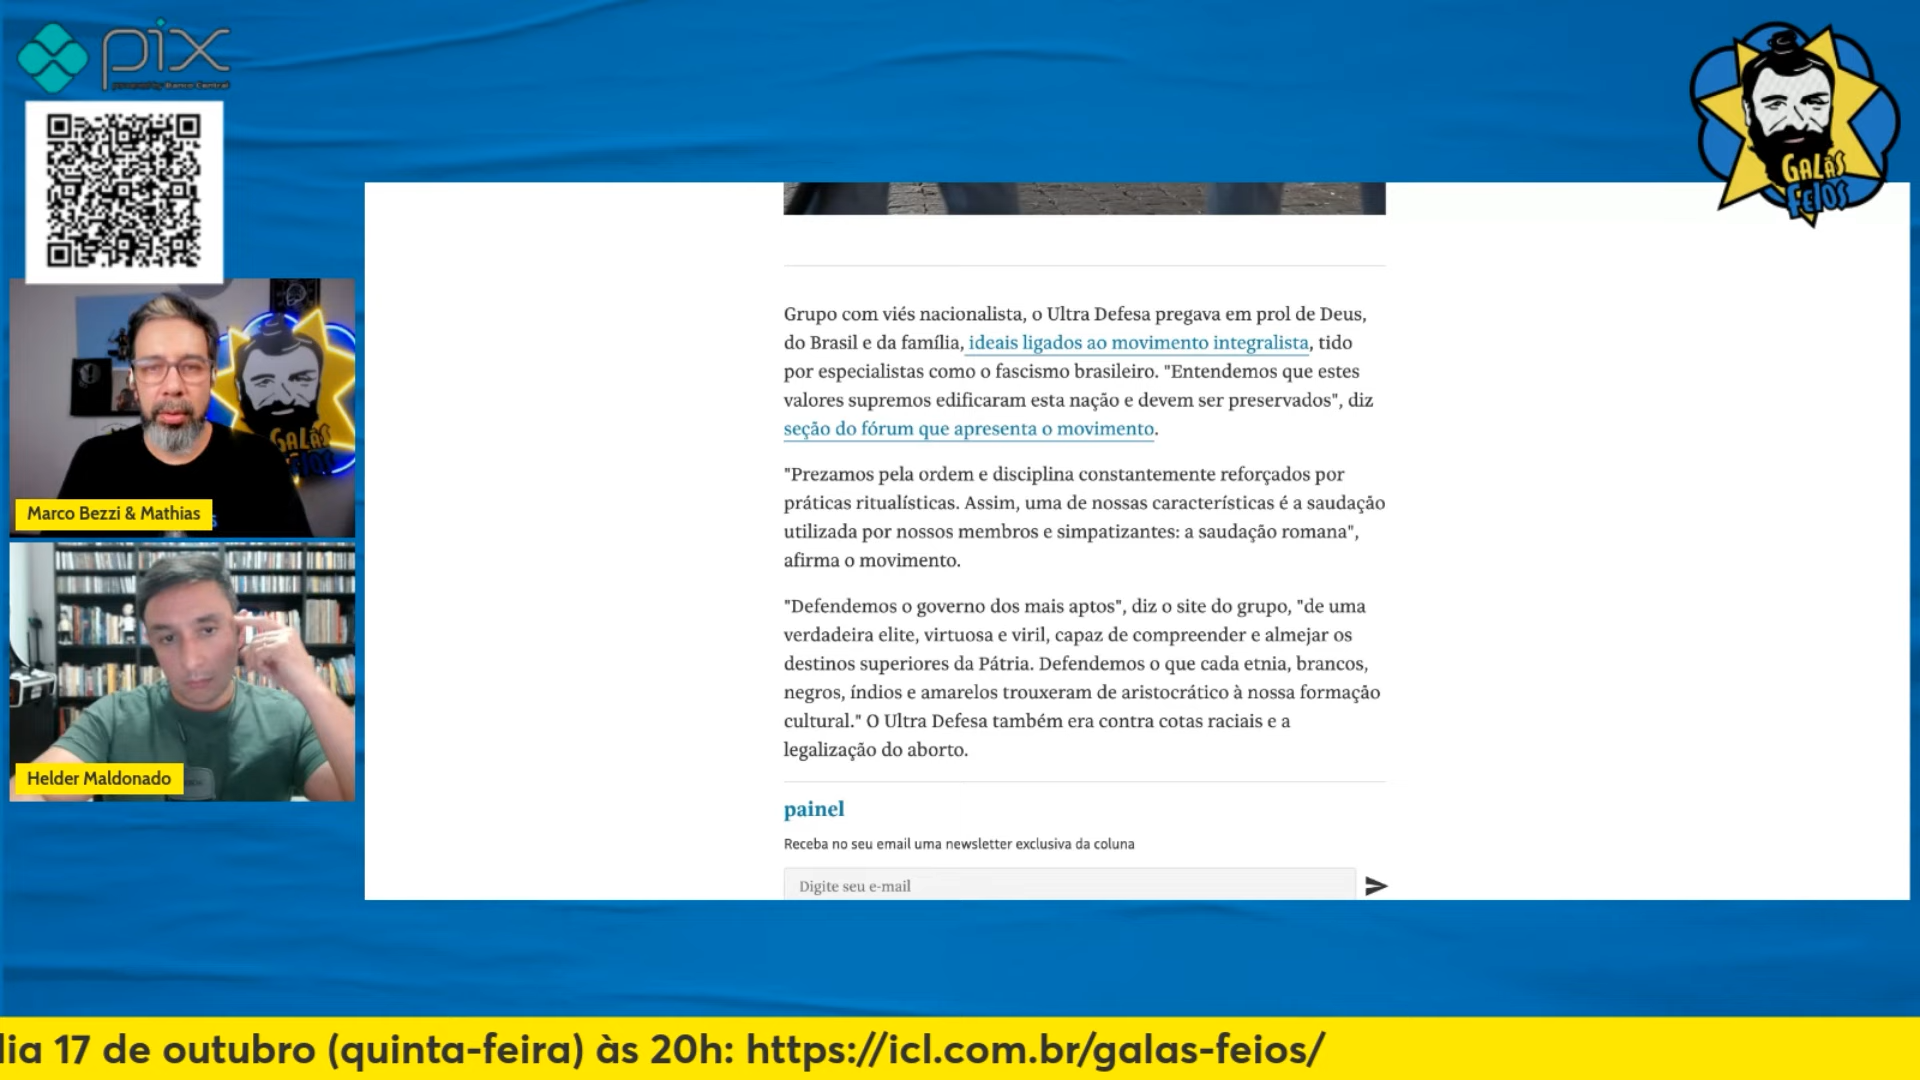 pix
powered by Banco Central
GALÃS
FEIOS
GALÃS
FEIOS
Marco Bezzi & Mathias
Helder Maldonado
Grupo com viés nacionalista, o Ultra Defesa pregava em prol de Deus,
do Brasil e da família, ideais ligados ao movimento integralista, tido
por especialistas como o fascismo brasileiro. "Entendemos que estes
valores supremos edificaram esta nação e devem ser preservados", diz
seção do fórum que apresenta o movimento.
"Prezamos pela ordem e disciplina constantemente reforçados por
práticas ritualísticas. Assim, uma de nossas características é a saudação
utilizada por nossos membros e simpatizantes: a saudação romana",
afirma o movimento.
"Defendemos o governo dos mais aptos", diz o site do grupo, "de uma
verdadeira elite, virtuosa e viril, capaz de compreender e almejar os
destinos superiores da Pátria. Defendemos o que cada etnia, brancos,
negros, índios e amarelos trouxeram de aristocrático à nossa formação
cultural." O Ultra Defesa também era contra cotas raciais e a
legalização do aborto.
painel
Receba no seu email uma newsletter exclusiva da coluna
Digite seu e-mail
dia 17 de outubro (quinta-feira) às 20h: https://icl.com.br/galas-feios/